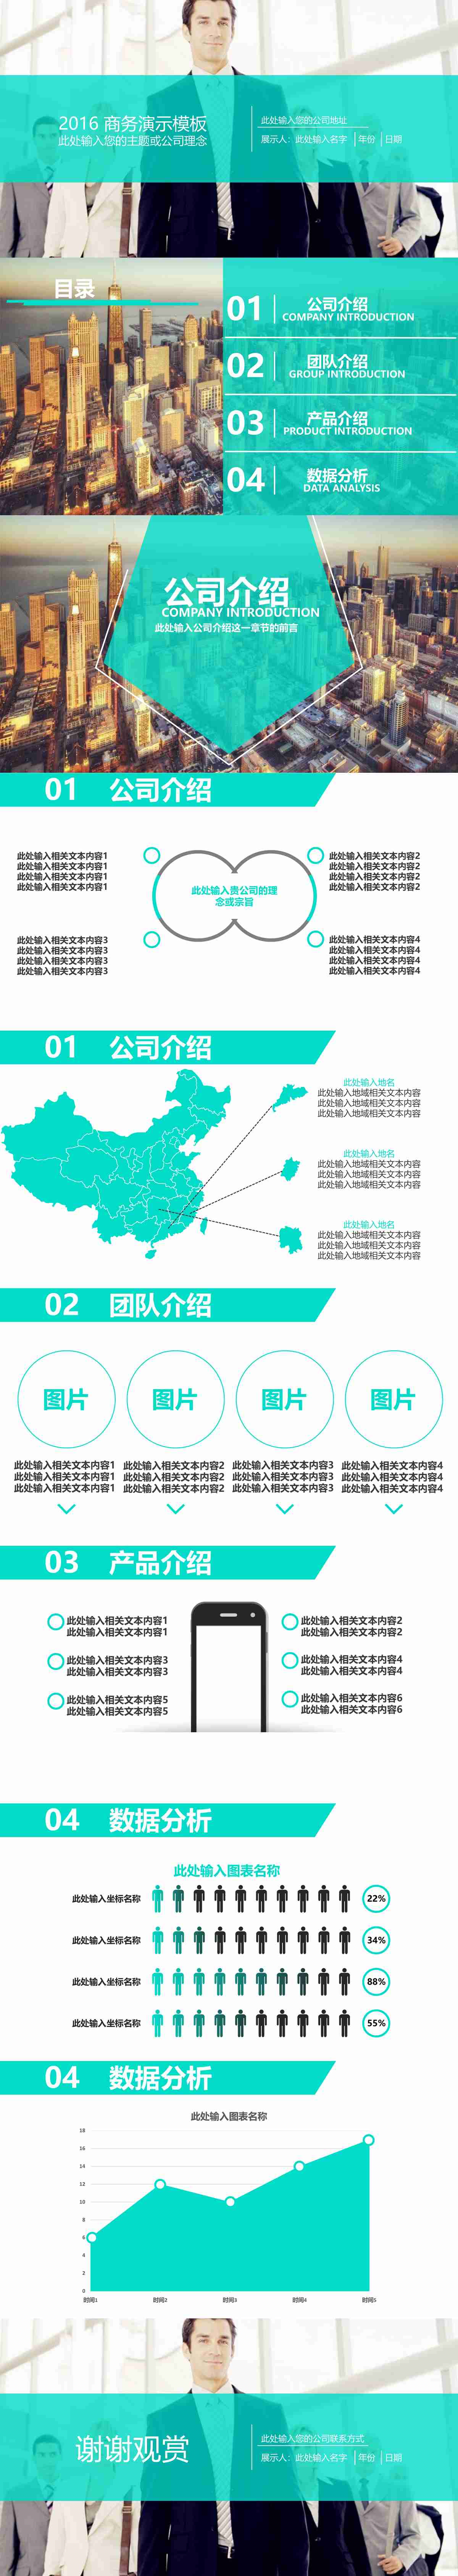 2016 商务演示模板
此处输入您的主题或公司理念
此处输入您的公司地址
展示人：此处输入名字 年份 日期
目录
01 公司介绍
COMPANY INTRODUCTION
02 团队介绍
GROUP INTRODUCTION
03 产品介绍
PRODUCT INTRODUCTION
04 数据分析
DATA ANALYSIS
公司介绍
COMPANY INTRODUCTION
此处输入公司介绍这一章节的前言
01 公司介绍
此处输入相关文本内容1
此处输入相关文本内容1
此处输入相关文本内容1
此处输入相关文本内容1
此处输入贵公司的理
念或宗旨
此处输入相关文本内容2
此处输入相关文本内容2
此处输入相关文本内容2
此处输入相关文本内容2
此处输入相关文本内容3
此处输入相关文本内容3
此处输入相关文本内容3
此处输入相关文本内容3
此处输入相关文本内容4
此处输入相关文本内容4
此处输入相关文本内容4
此处输入相关文本内容4
01 公司介绍
此处输入地名
此处输入地域相关文本内容
此处输入地域相关文本内容
此处输入地域相关文本内容
此处输入地名
此处输入地域相关文本内容
此处输入地域相关文本内容
此处输入地域相关文本内容
此处输入地名
此处输入地域相关文本内容
此处输入地域相关文本内容
此处输入地域相关文本内容
02 团队介绍
图片 图片 图片 图片
此处输入相关文本内容1 此处输入相关文本内容2 此处输入相关文本内容3 此处输入相关文本内容4
此处输入相关文本内容1 此处输入相关文本内容2 此处输入相关文本内容3 此处输入相关文本内容4
此处输入相关文本内容1 此处输入相关文本内容2 此处输入相关文本内容3 此处输入相关文本内容4
03 产品介绍
此处输入相关文本内容1
此处输入相关文本内容1
此处输入相关文本内容2
此处输入相关文本内容2
此处输入相关文本内容3
此处输入相关文本内容3
此处输入相关文本内容4
此处输入相关文本内容4
此处输入相关文本内容5
此处输入相关文本内容5
此处输入相关文本内容6
此处输入相关文本内容6
04 数据分析
此处输入图表名称
此处输入坐标名称 22%
此处输入坐标名称 34%
此处输入坐标名称 88%
此处输入坐标名称 55%
04 数据分析
此处输入图表名称
18
16
14
12
10
8
6
4
2
0
时间1 时间2 时间3 时间4 时间5
谢谢观赏
此处输入您的公司联系方式
展示人：此处输入名字 年份 日期